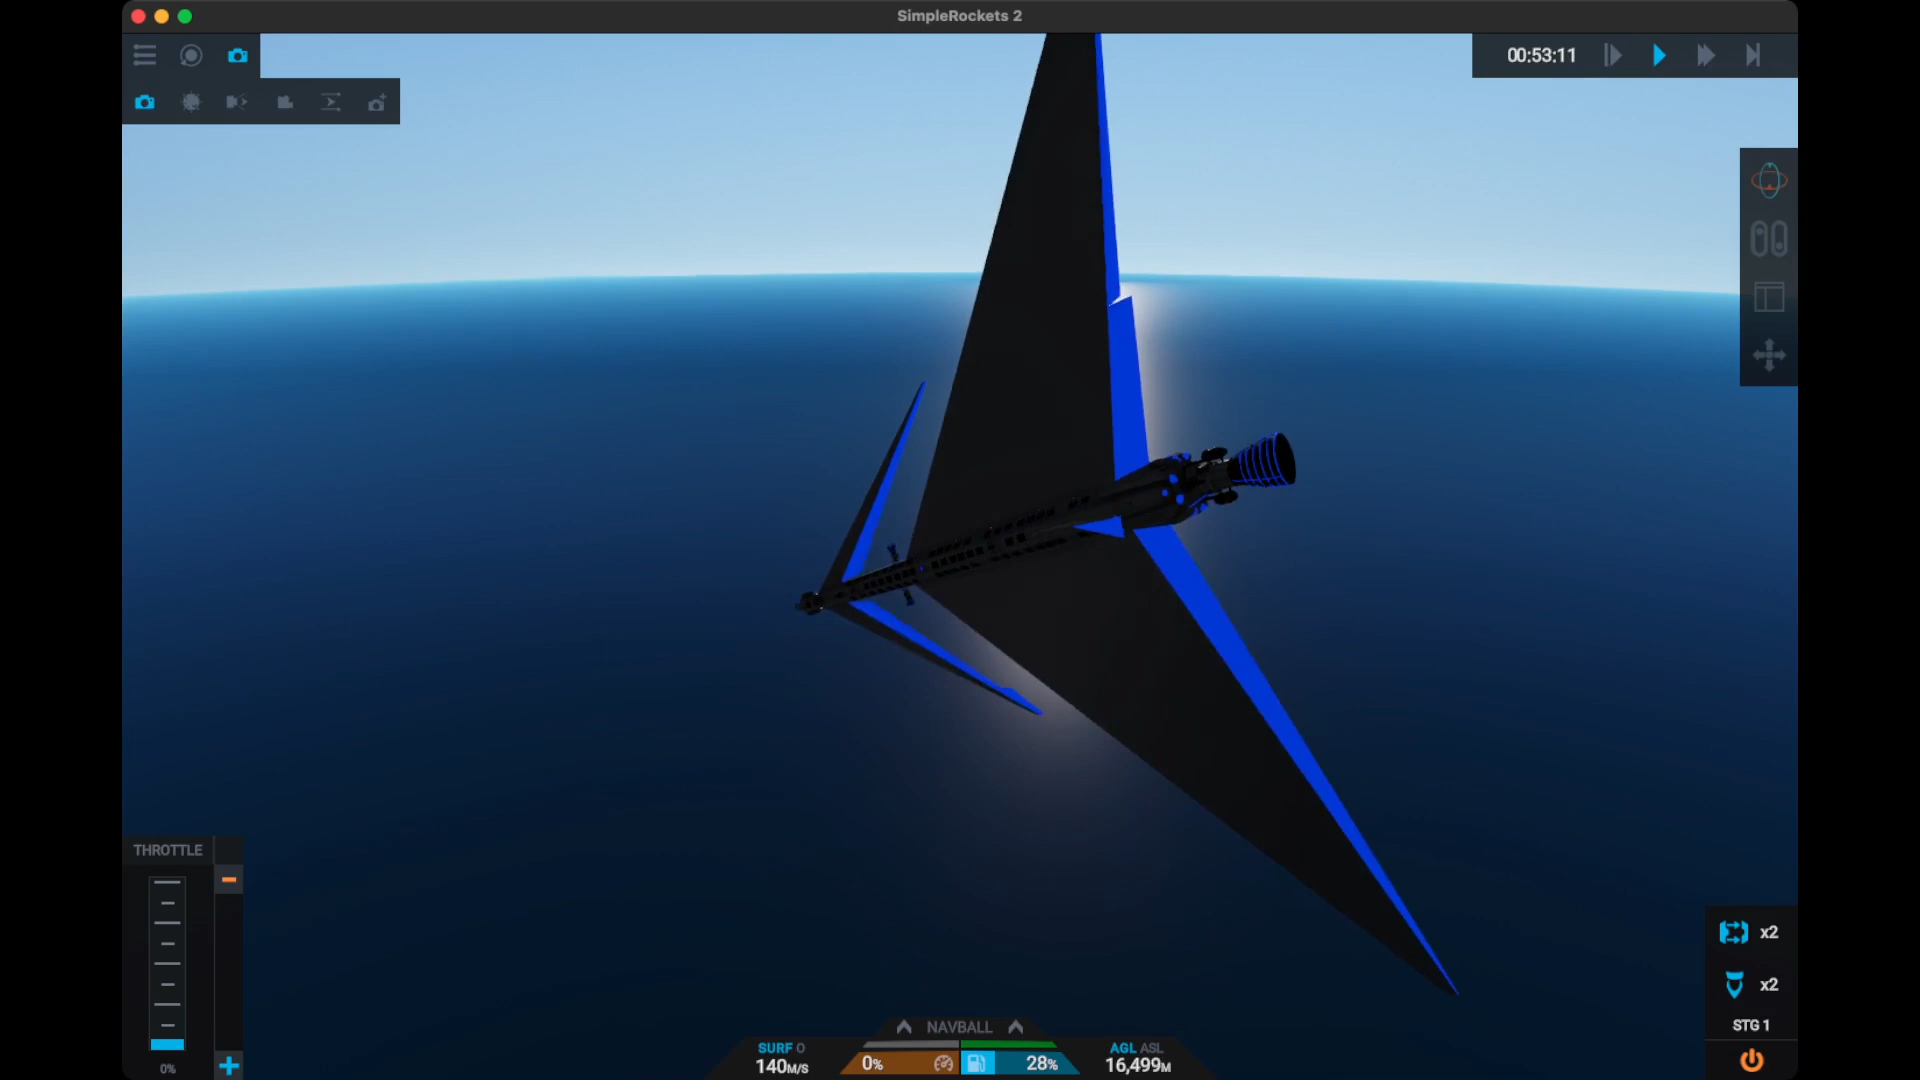 SimpleRockets 2
00:53:11
THROTTLE
0%
NAVBALL
SURF O
140M/S
0%
28%
AGL ASL
16,499M
x2
x2
STG 1